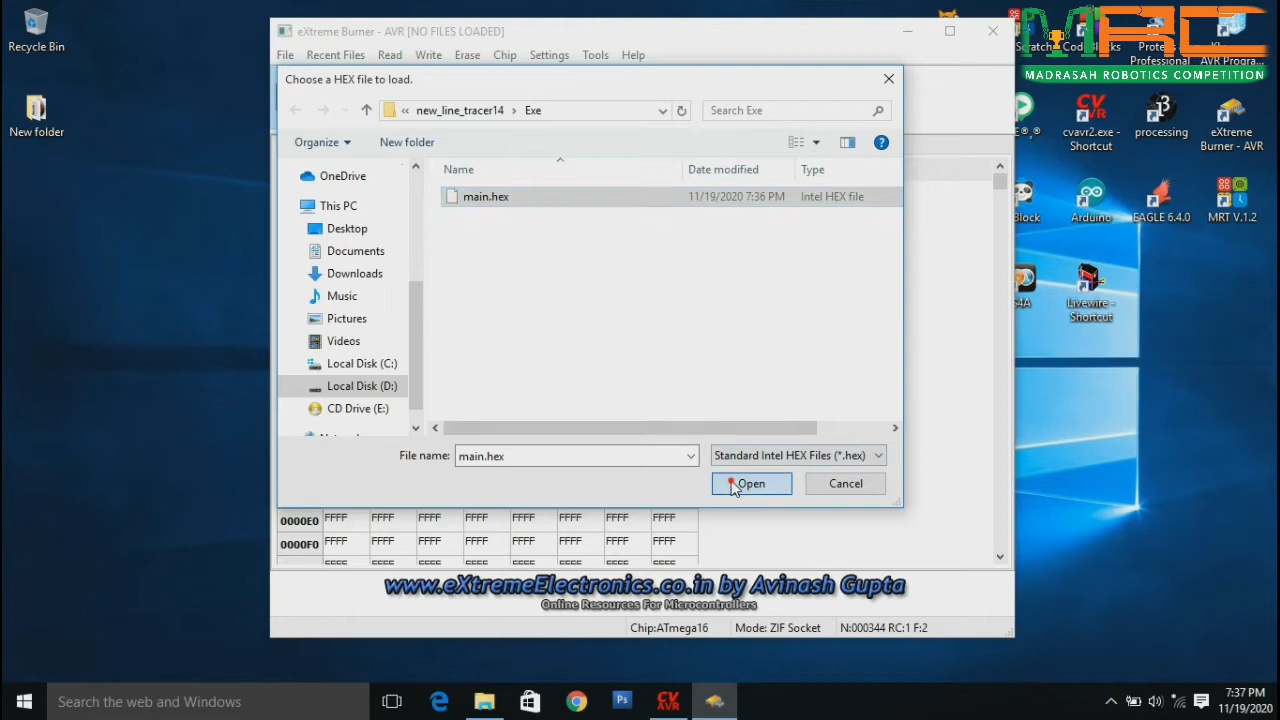 Recycle Bin
New folder
eXtreme Burner - AVR [NO FILES LOADED]
File Recent Files Read Write Erase Chip Settings Tools Help
Choose a HEX file to load.
« new_line_tracer14 › Exe
Search Exe
Organize
New folder
Name Date modified Type
OneDrive
This PC
Desktop
Documents
Downloads
Music
Pictures
Videos
Local Disk (C:)
Local Disk (D:)
CD Drive (E:)
main.hex 11/19/2020 7:36 PM Intel HEX file
File name: main.hex
Standard Intel HEX Files (*.hex)
Open
Cancel
0000E0 FFFF FFFF FFFF FFFF FFFF FFFF FFFF FFFF
0000F0 FFFF FFFF FFFF FFFF FFFF FFFF FFFF FFFF
www.eXtremeElectronics.co.in by Avinash Gupta
Online Resources For Microcontrollers
Chip:ATmega16 Mode: ZIF Socket N:000344 RC:1 F:2
MRC
MADRASAH ROBOTICS COMPETITION
Professional
AVR Progra...
cvavr2.exe - Shortcut
processing
eXtreme Burner - AVR
Block
Arduino
EAGLE 6.4.0
MRT V.1.2
Livewire - Shortcut
Search the web and Windows
7:37 PM
11/19/2020